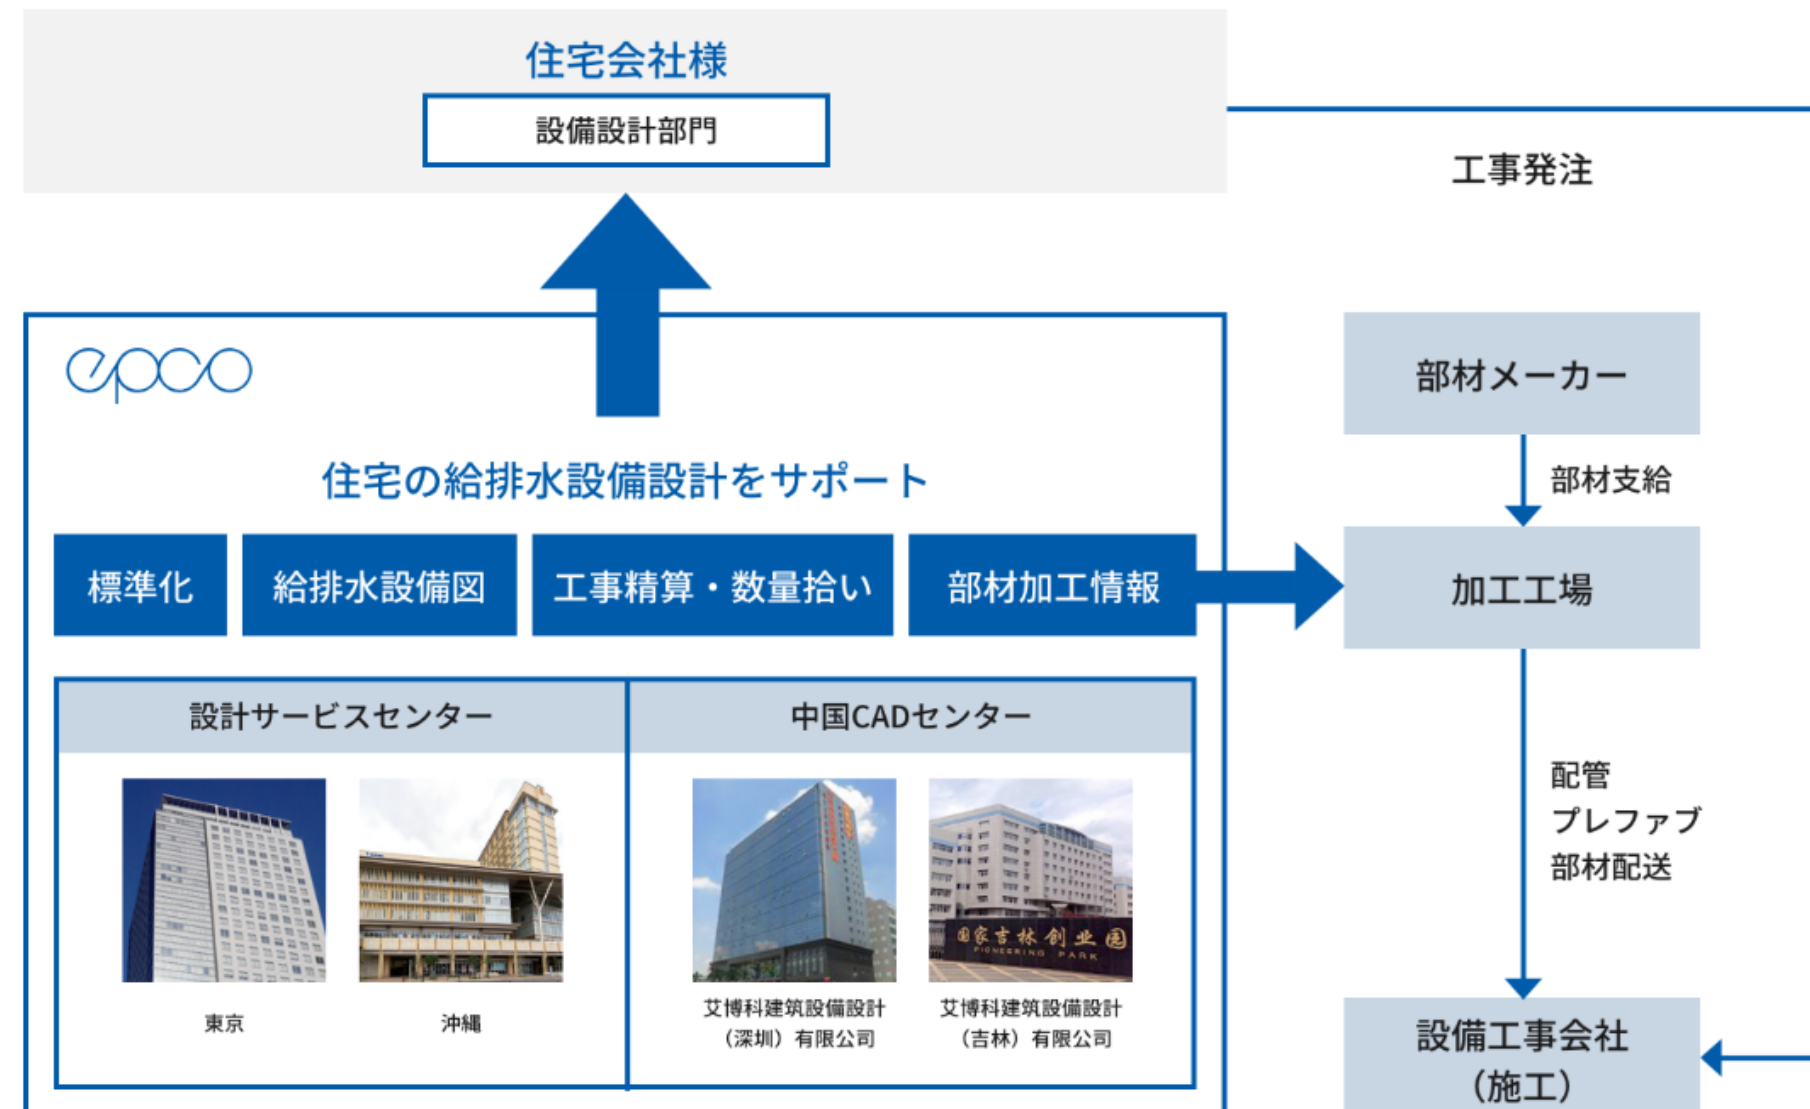 住宅会社様
設備設計部門
工事発注
epco
住宅の給排水設備設計をサポート
標準化
給排水設備図
工事精算・数量拾い
部材加工情報
部材メーカー
部材支給
加工工場
配管
プレファブ
部材配送
設備工事会社
（施工）
設計サービスセンター
中国CADセンター
国家吉林创业园
PIONEERING PARK
東京
沖縄
艾博科建筑設備設計
（深圳）有限公司
艾博科建筑設備設計
（吉林）有限公司